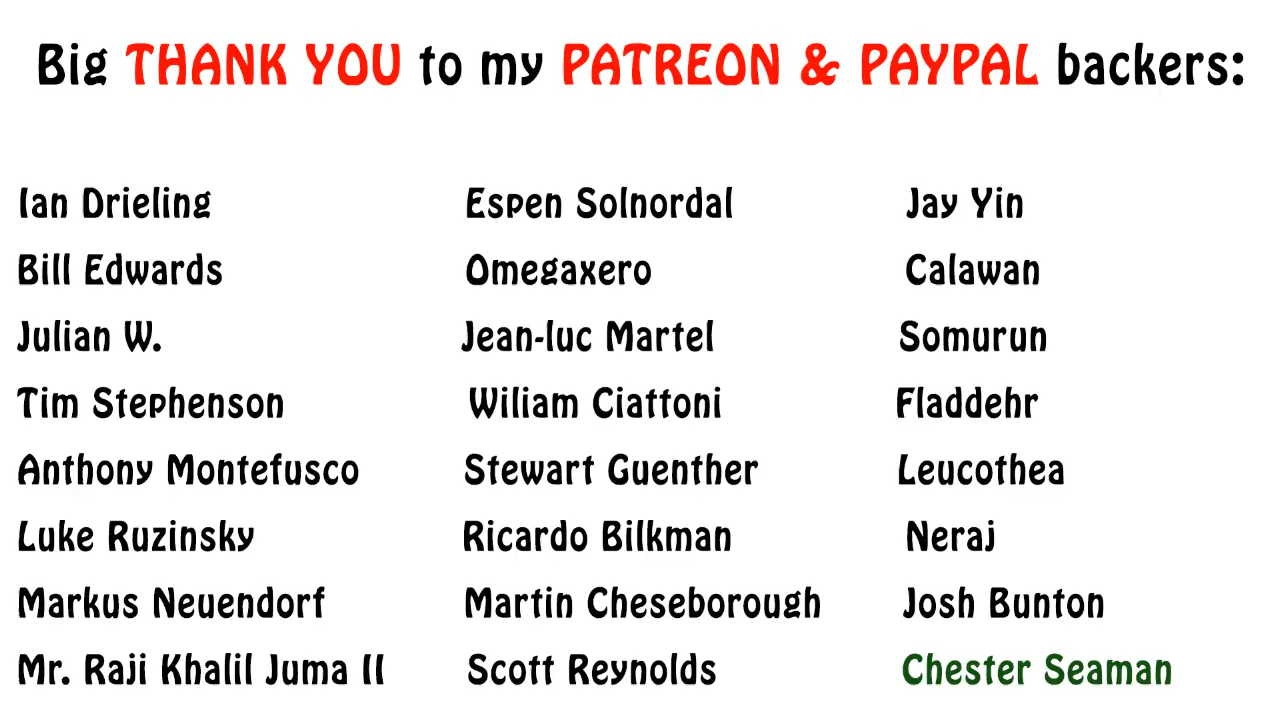 Big THANK YOU to my PATREON & PAYPAL backers:
Ian Drieling
Bill Edwards
Julian W.
Tim Stephenson
Anthony Montefusco
Luke Ruzinsky
Markus Neuendorf
Mr. Raji Khalil Juma II
Espen Solnordal
Omegaxero
Jean-luc Martel
Wiliam Ciattoni
Stewart Guenther
Ricardo Bilkman
Martin Cheseborough
Scott Reynolds
Jay Yin
Calawan
Somurun
Fladdehr
Leucothea
Neraj
Josh Bunton
Chester Seaman